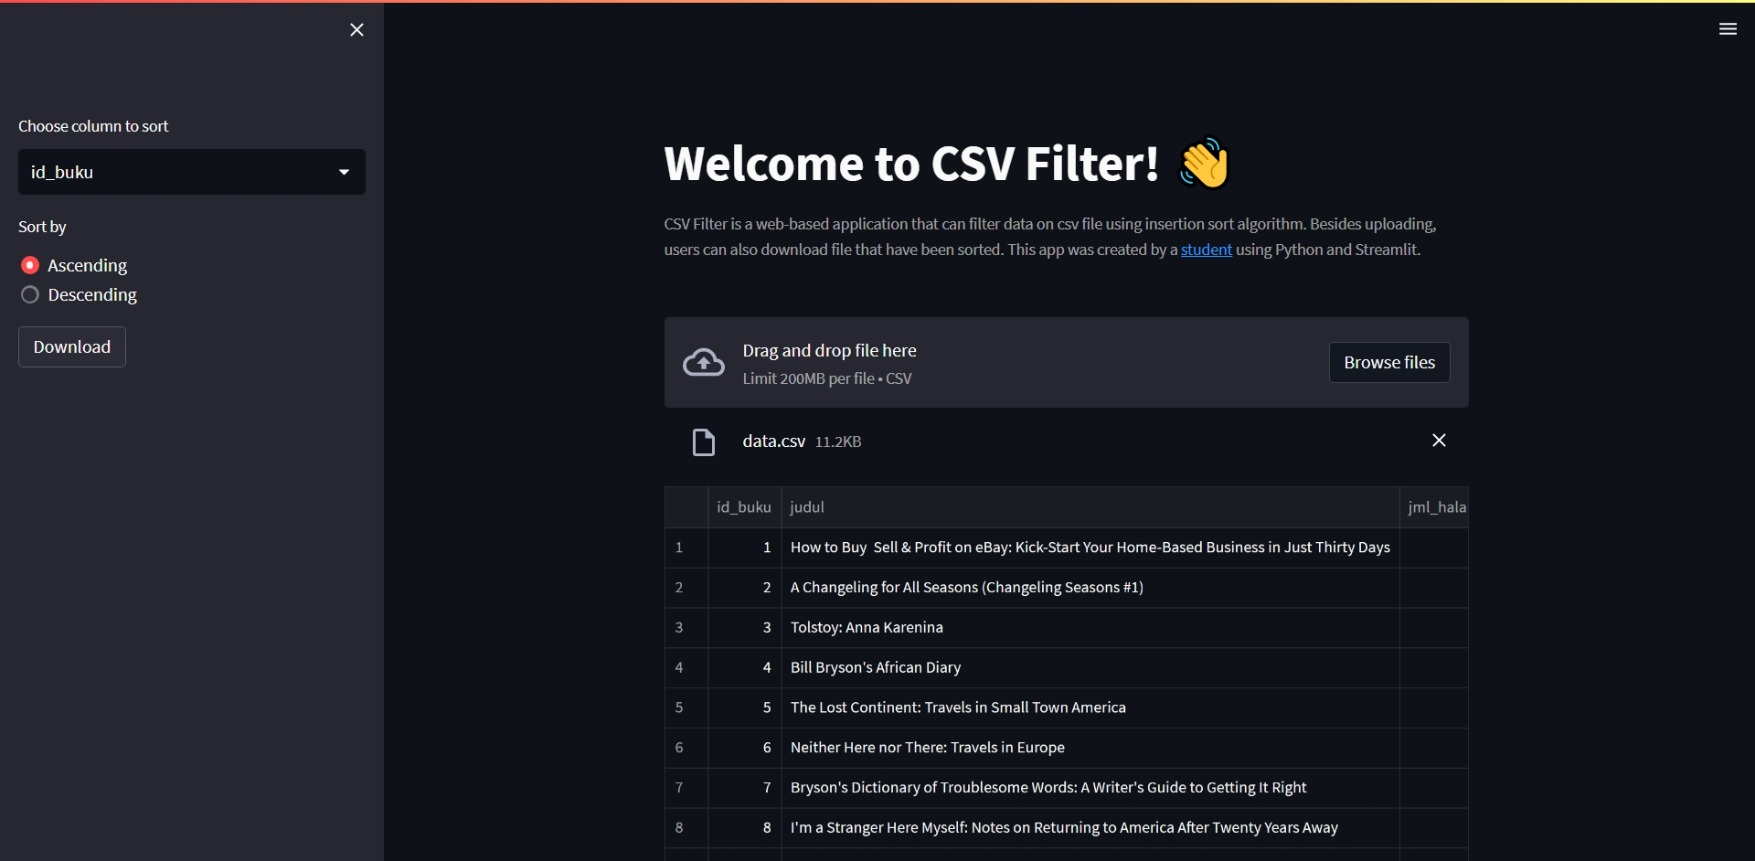 Choose column to sort
id_buku
Sort by
Ascending
Descending
Download
Welcome to CSV Filter! 👋
CSV Filter is a web-based application that can filter data on csv file using insertion sort algorithm. Besides uploading,
users can also download file that have been sorted. This app was created by a student using Python and Streamlit.
Drag and drop file here
Limit 200MB per file • CSV
Browse files
data.csv 11.2KB
id_buku judul jml_hala
1 1 How to Buy  Sell & Profit on eBay: Kick-Start Your Home-Based Business in Just Thirty Days
2 2 A Changeling for All Seasons (Changeling Seasons #1)
3 3 Tolstoy: Anna Karenina
4 4 Bill Bryson's African Diary
5 5 The Lost Continent: Travels in Small Town America
6 6 Neither Here nor There: Travels in Europe
7 7 Bryson's Dictionary of Troublesome Words: A Writer's Guide to Getting It Right
8 8 I'm a Stranger Here Myself: Notes on Returning to America After Twenty Years Away